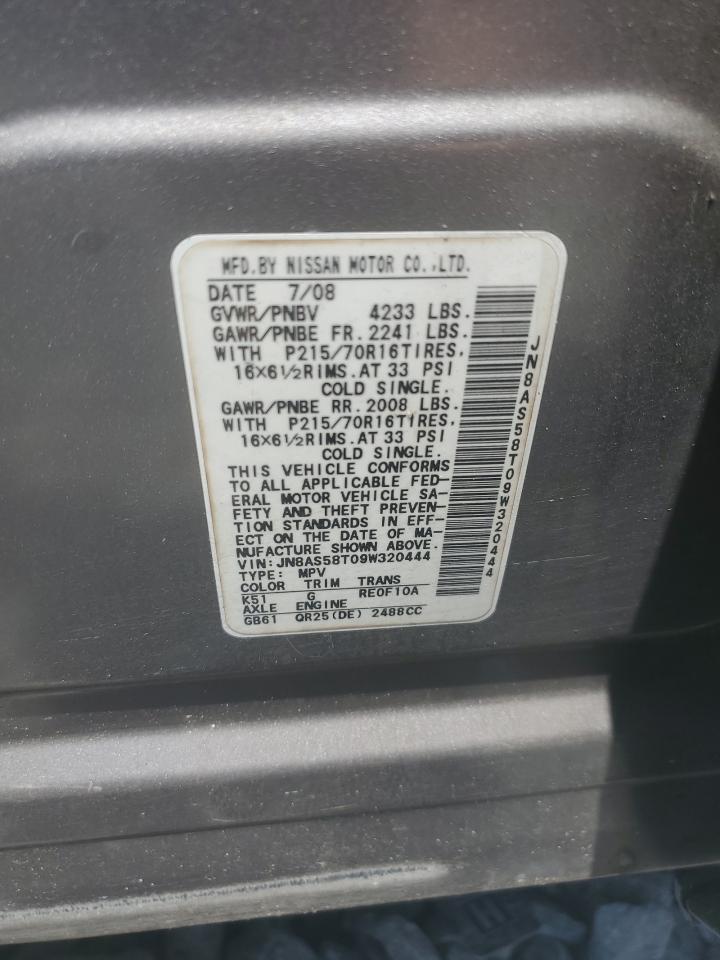 MFD.BY NISSAN MOTOR CO.,LTD.
DATE 7/08
GVWR/PNBV 4233 LBS.
GAWR/PNBE FR. 2241 LBS.
WITH P215/70R16TIRES,
16×6½RIMS.AT 33 PSI
COLD SINGLE.
GAWR/PNBE RR. 2008 LBS.
WITH P215/70R16TIRES,
16×6½RIMS.AT 33 PSI
COLD SINGLE.
THIS VEHICLE CONFORMS
TO ALL APPLICABLE FED-
ERAL MOTOR VEHICLE SA-
FETY AND THEFT PREVEN-
TION STANDARDS IN EFF-
ECT ON THE DATE OF MA-
NUFACTURE SHOWN ABOVE.
VIN:JN8AS58T09W320444
TYPE: MPV
COLOR TRIM TRANS
K51 G RE0F10A
AXLE ENGINE
GB61 QR25(DE) 2488CC
JN8AS58T09W320444